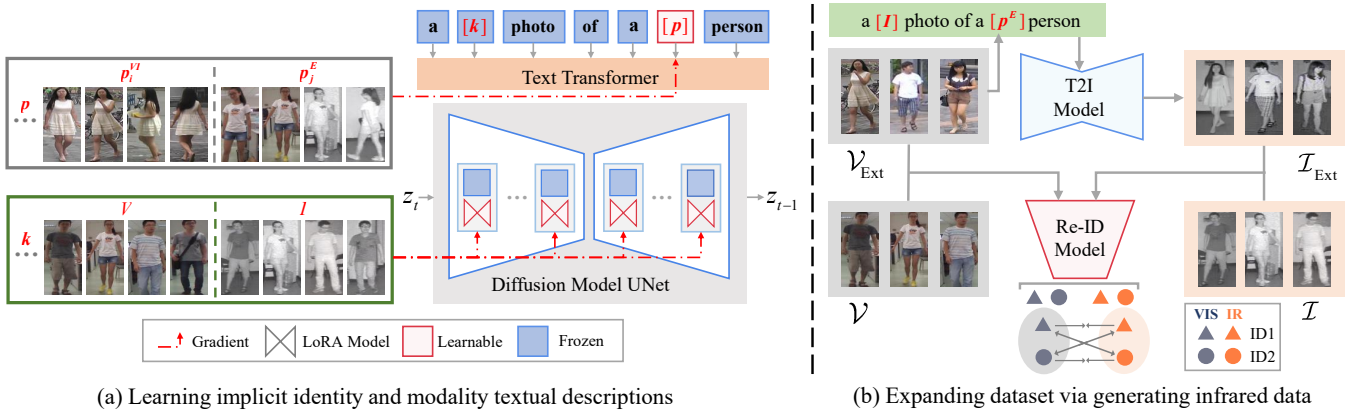 a [k] photo of a [p] person
Text Transformer
p_i^{VI} p_j^E
p
...
V I
k
...
z_t
... ...
z_{t-1}
Diffusion Model UNet
Gradient LoRA Model Learnable Frozen
(a) Learning implicit identity and modality textual descriptions
a [I] photo of a [p^E] person
T2I
Model
𝒱_Ext
ℐ_Ext
Re-ID
Model
𝒱
ℐ
VIS IR
ID1
ID2
(b) Expanding dataset via generating infrared data